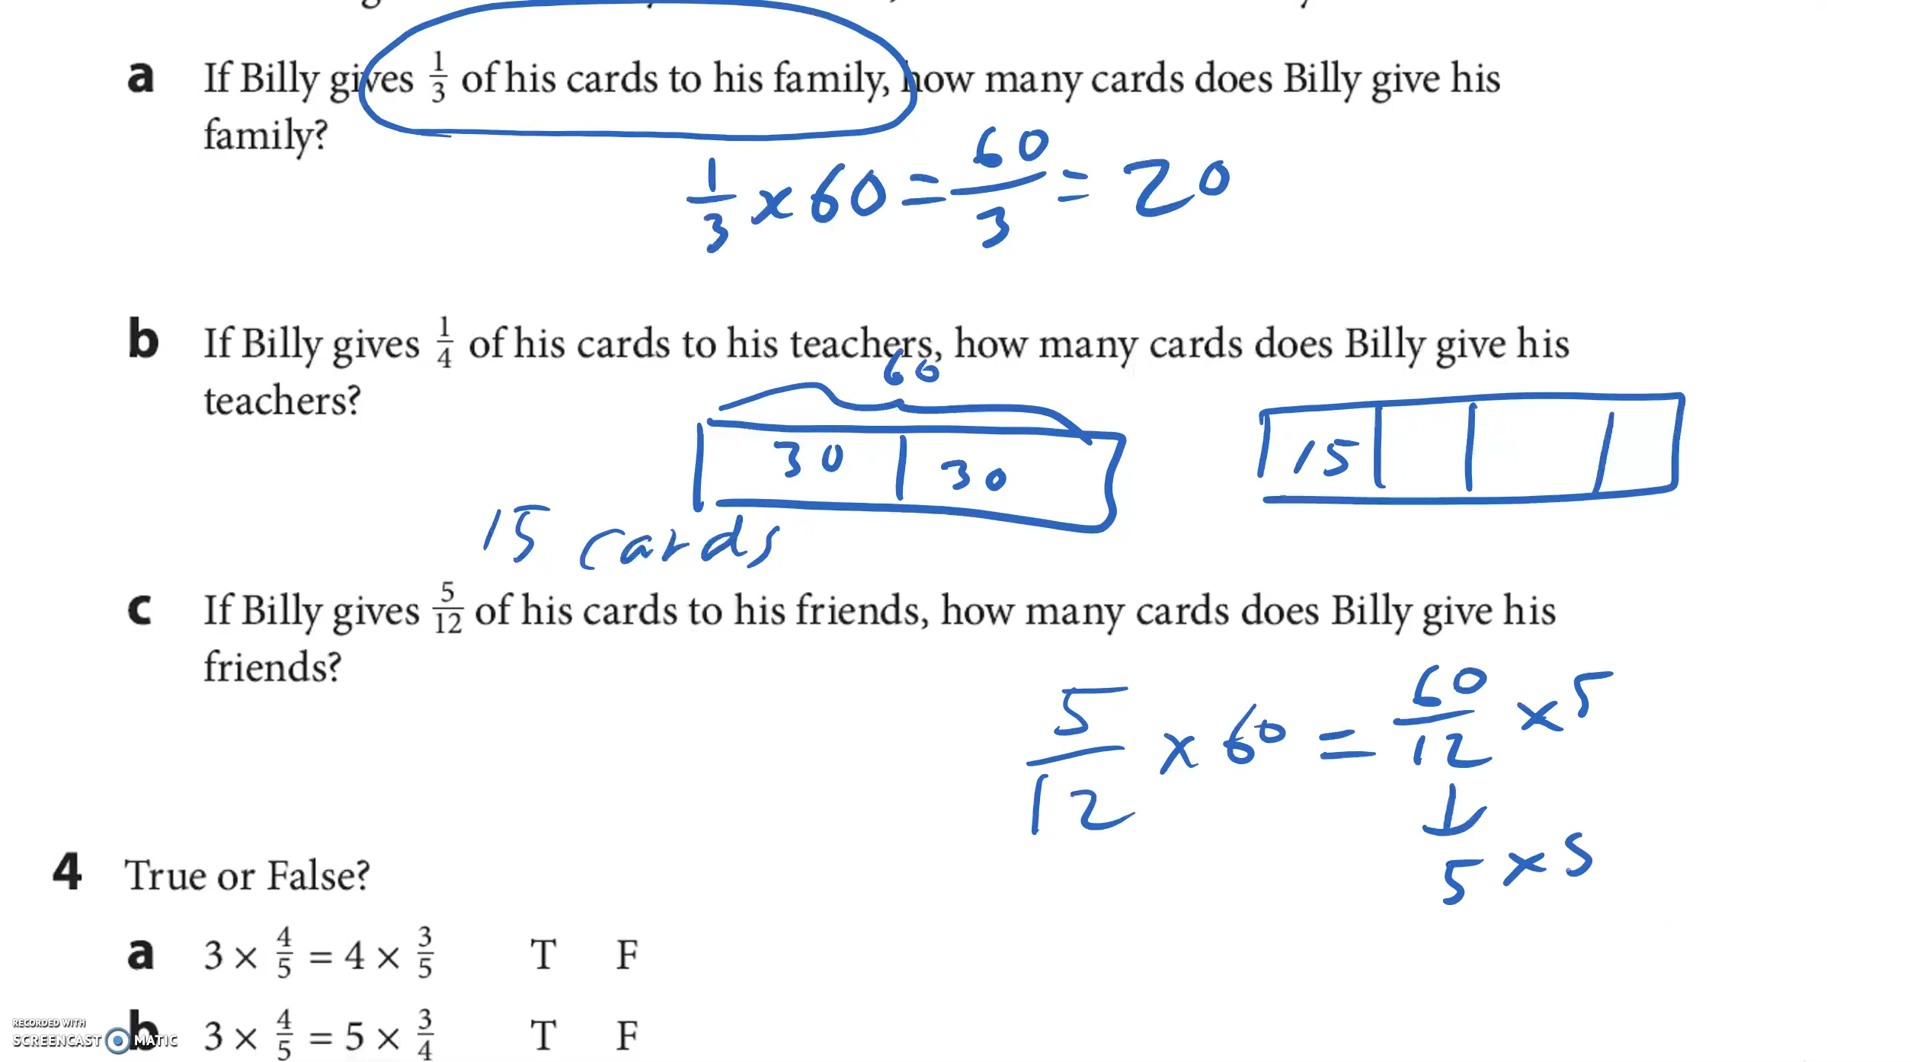 a If Billy gives 1/3 of his cards to his family, how many cards does Billy give his
family?
1/3 x 60 = 60/3 = 20
b If Billy gives 1/4 of his cards to his teachers, how many cards does Billy give his
teachers?
60
30 30
15
15 cards
c If Billy gives 5/12 of his cards to his friends, how many cards does Billy give his
friends?
5/12 x 60 = 60/12 x 5
5 x 5
4 True or False?
a 3 × 4/5 = 4 × 3/5 T F
b 3 × 4/5 = 5 × 3/4 T F
RECORDED WITH
SCREENCAST MATIC